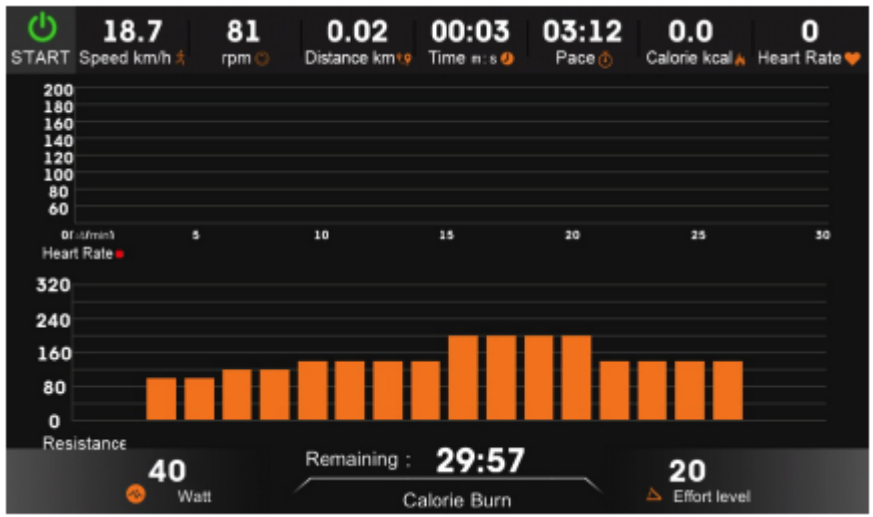 18.7 81 0.02 00:03 03:12 0.0 0
START Speed km/h rpm Distance km Time m:s Pace Calorie kcal Heart Rate
200
180
160
140
120
100
80
60
5 10 15 20 25 30
Heart Rate
320
240
160
80
0
Resistance
40 Remaining : 29:57 20
Watt Calorie Burn Effort level